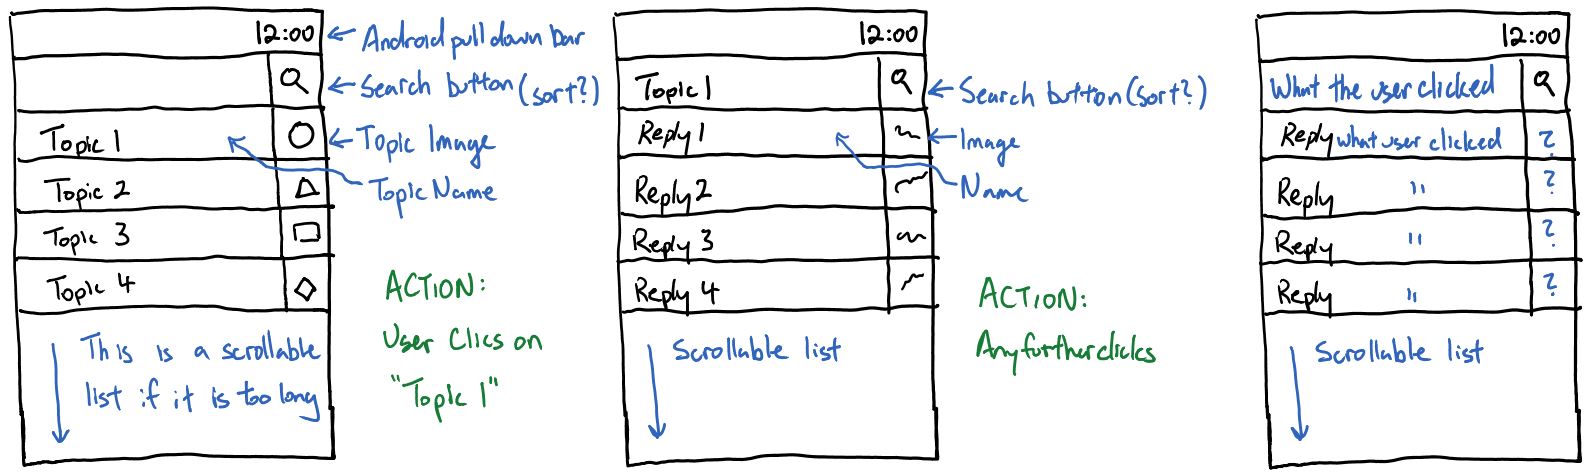 12:00
Android pull down bar
Search button (sort?)
Topic 1
Topic Image
Topic 2
Topic Name
Topic 3
Topic 4
This is a scrollable
list if it is too long
ACTION:
User Clics on
"Topic 1"
12:00
Topic 1
Search button (sort?)
Reply 1
Image
Reply 2
Name
Reply 3
Reply 4
Scrollable list
ACTION:
Any further clicks
12:00
What the user clicked
Reply what user clicked ?
Reply " ?
Reply " ?
Reply " ?
Scrollable list